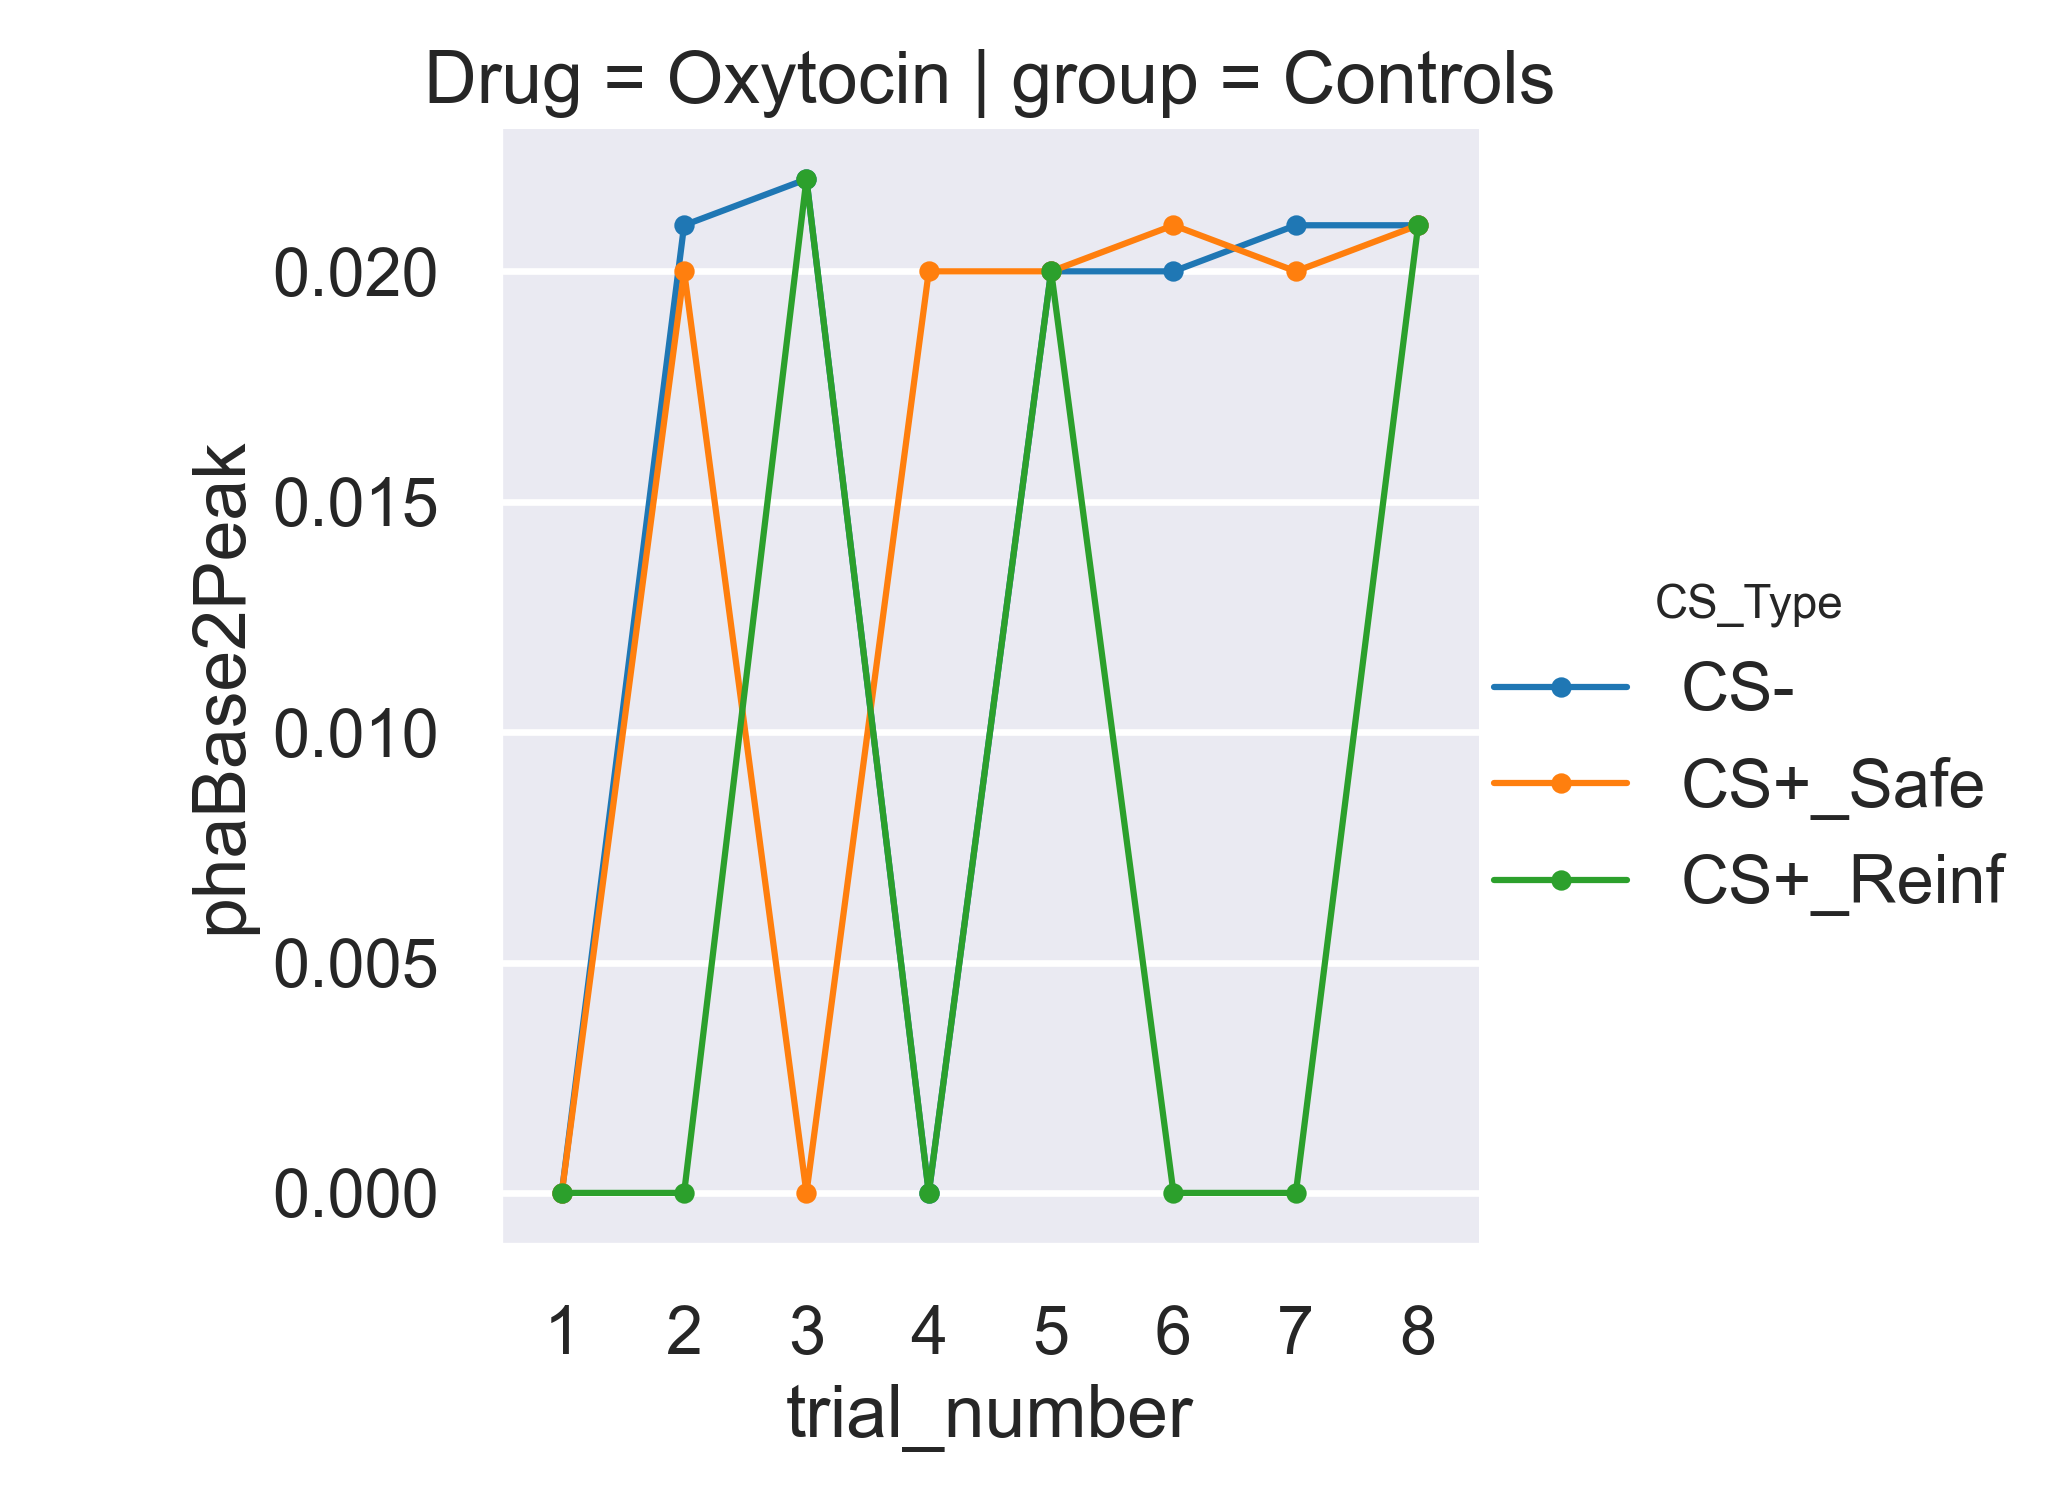 Drug = Oxytocin | group = Controls
phaBase2Peak
0.020
0.015
0.010
0.005
0.000
1 2 3 4 5 6 7 8
trial_number
CS_Type
CS-
CS+_Safe
CS+_Reinf